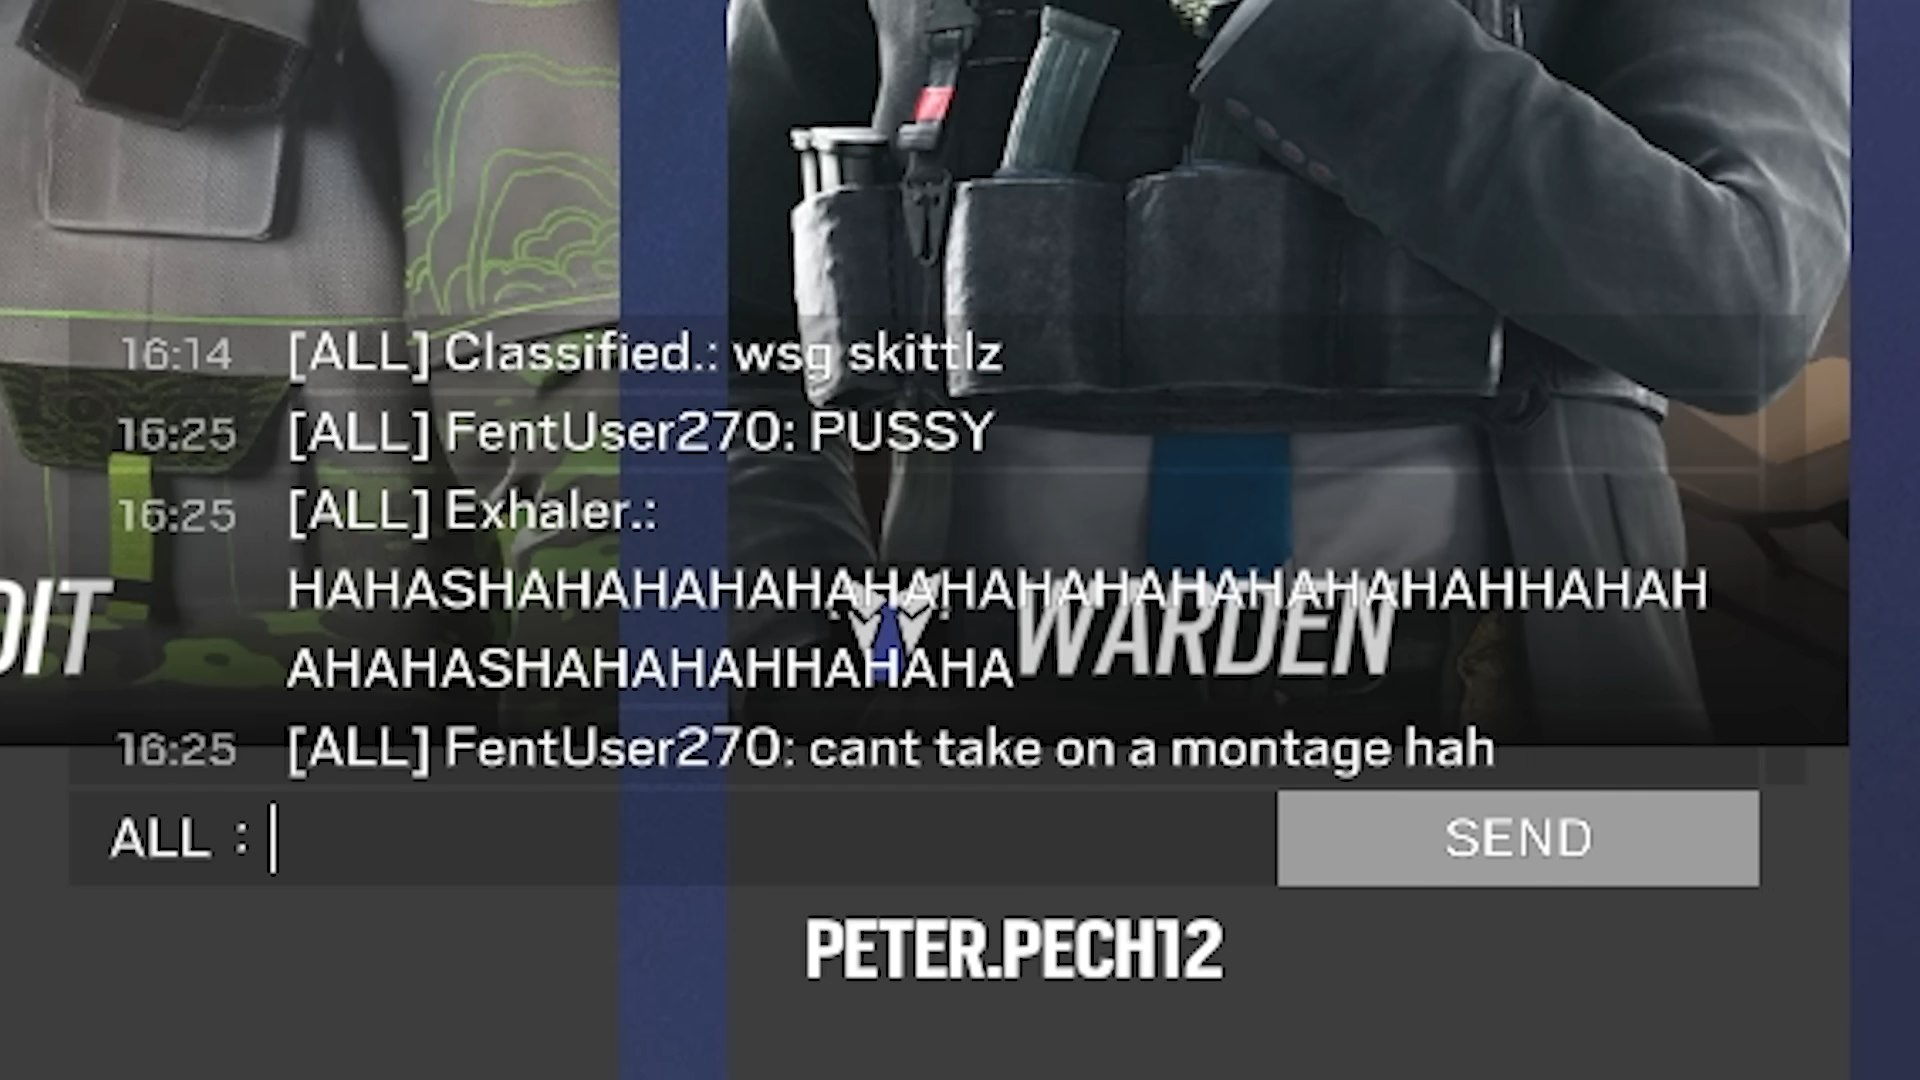 16:14 [ALL] Classified.: wsg skittlz
16:25 [ALL] FentUser270: PUSSY
16:25 [ALL] Exhaler.:
HAHASHAHAHAHAHAHAHAHAHAHAHAHAHAHAHHAHAH
AHAHASHAHAHAHHAHAHA
DIT WARDEN
16:25 [ALL] FentUser270: cant take on a montage hah
ALL : SEND
PETER.PECH12